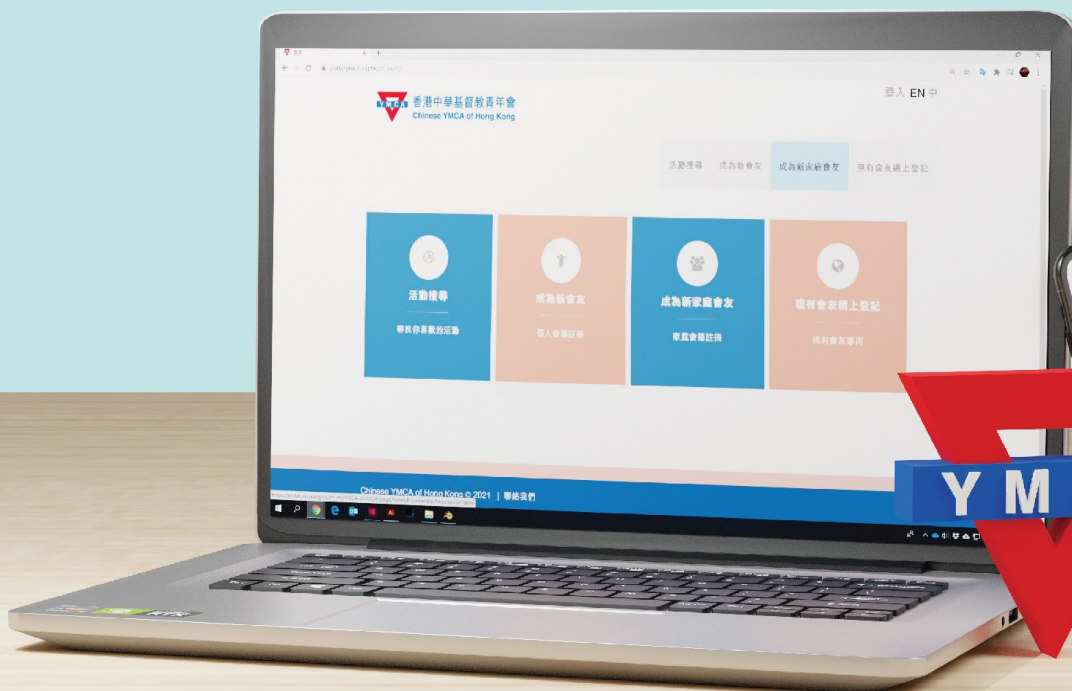 YMCA
香港中華基督教青年會
Chinese YMCA of Hong Kong
登入 EN 中
活動搜尋 成為新會友 成為新家庭會友 現有會友網上登記
活動搜尋
尋找你喜歡的活動
成為新會友
個人會籍註冊
成為新家庭會友
家庭會籍註冊
現有會友網上登記
現有會友專用
Chinese YMCA of Hong Kong © 2021 | 聯絡我們
Y M